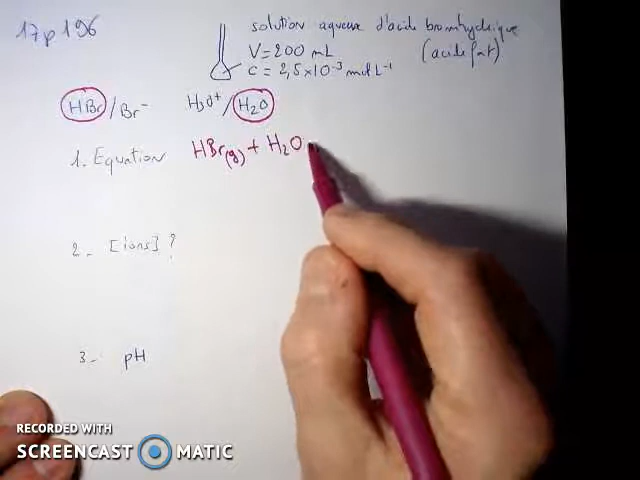 17 p 196
solution aqueuse d'acide bromhydrique
V = 200 mL (acide fort)
C = 2,5 × 10⁻³ mol L⁻¹
HBr / Br⁻ H₃O⁺ / H₂O
1. Equation HBr(g) + H₂O
2 - [ions] ?
3 - pH
RECORDED WITH
SCREENCAST MATIC